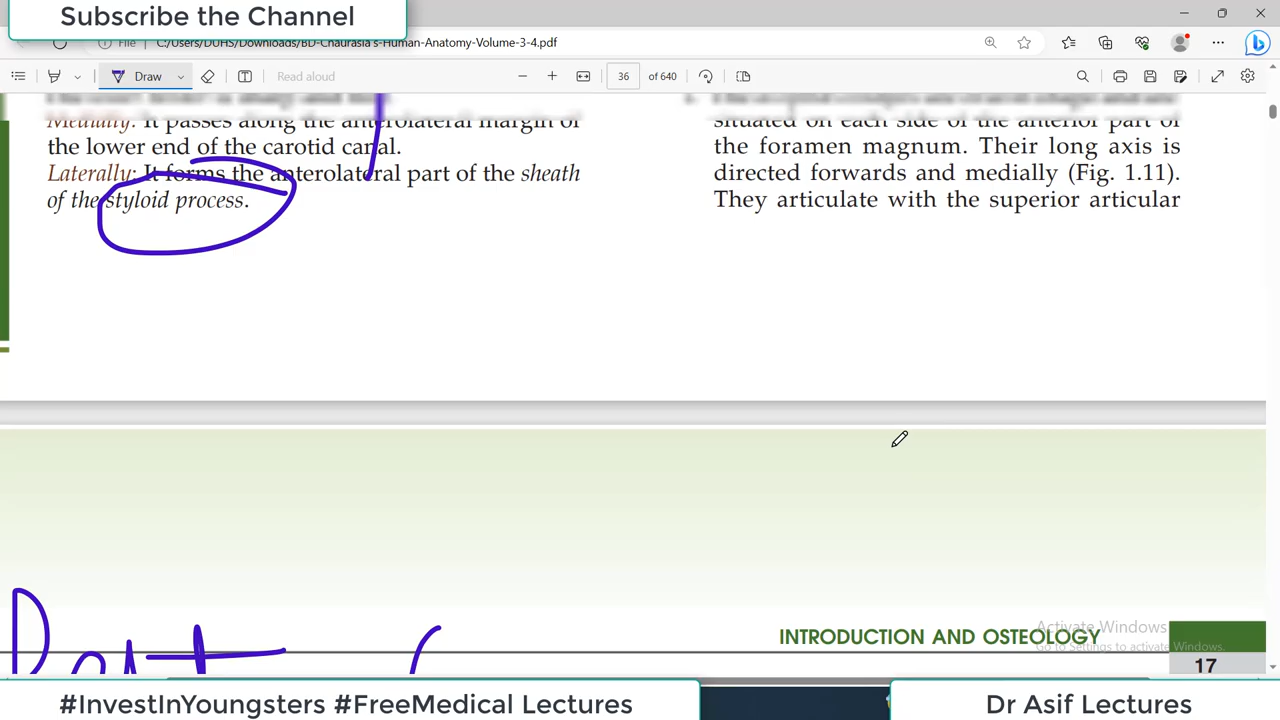 Subscribe the Channel
File
C:/Users/DUHS/Downloads/BD-Chaurasia's-Human-Anatomy-Volume-3-4.pdf
Draw
Read aloud
36
of 640
Medially: It passes along the anterolateral margin of
the lower end of the carotid canal.
Laterally: It forms the anterolateral part of the sheath
of the styloid process.
situated on each side of the anterior part of
the foramen magnum. Their long axis is
directed forwards and medially (Fig. 1.11).
They articulate with the superior articular
INTRODUCTION AND OSTEOLOGY
17
Activate Windows
Go to Settings to activate Windows.
#InvestInYoungsters #FreeMedical Lectures
Dr Asif Lectures